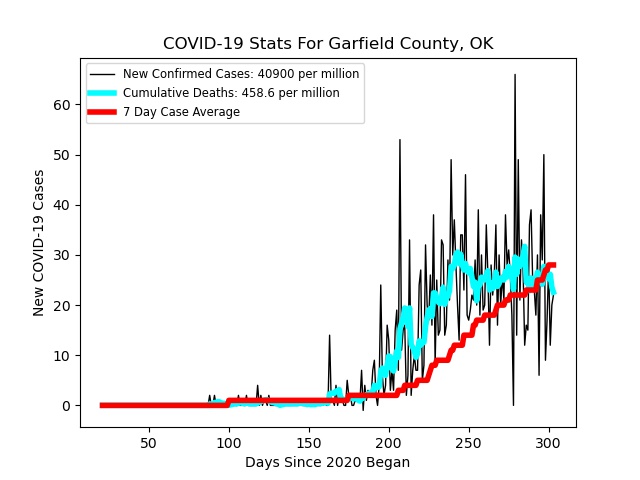 COVID-19 Stats For Garfield County, OK
New Confirmed Cases: 40900 per million
Cumulative Deaths: 458.6 per million
7 Day Case Average
New COVID-19 Cases
60
50
40
30
20
10
0
50 100 150 200 250 300
Days Since 2020 Began